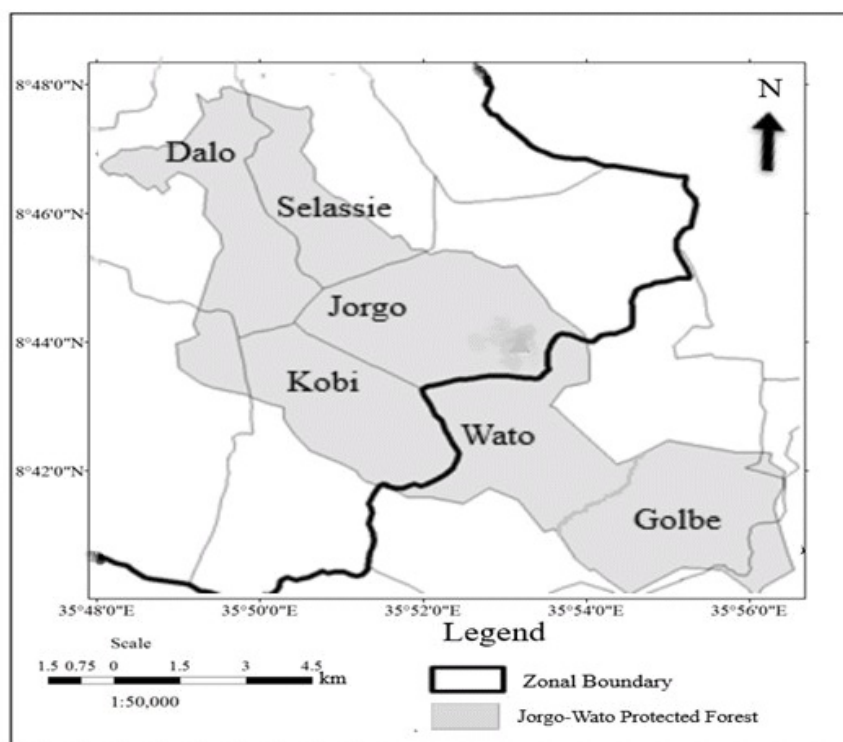 8°48'0"N
N
Dalo
8°46'0"N
Selassie
Jorgo
8°44'0"N
Kobi
Wato
8°42'0"N
Golbe
35°48'0"E 35°50'0"E 35°52'0"E 35°54'0"E 35°56'0"E
Legend
Scale
1.5 0.75 0 1.5 3 4.5 km
1:50,000
Zonal Boundary
Jorgo-Wato Protected Forest